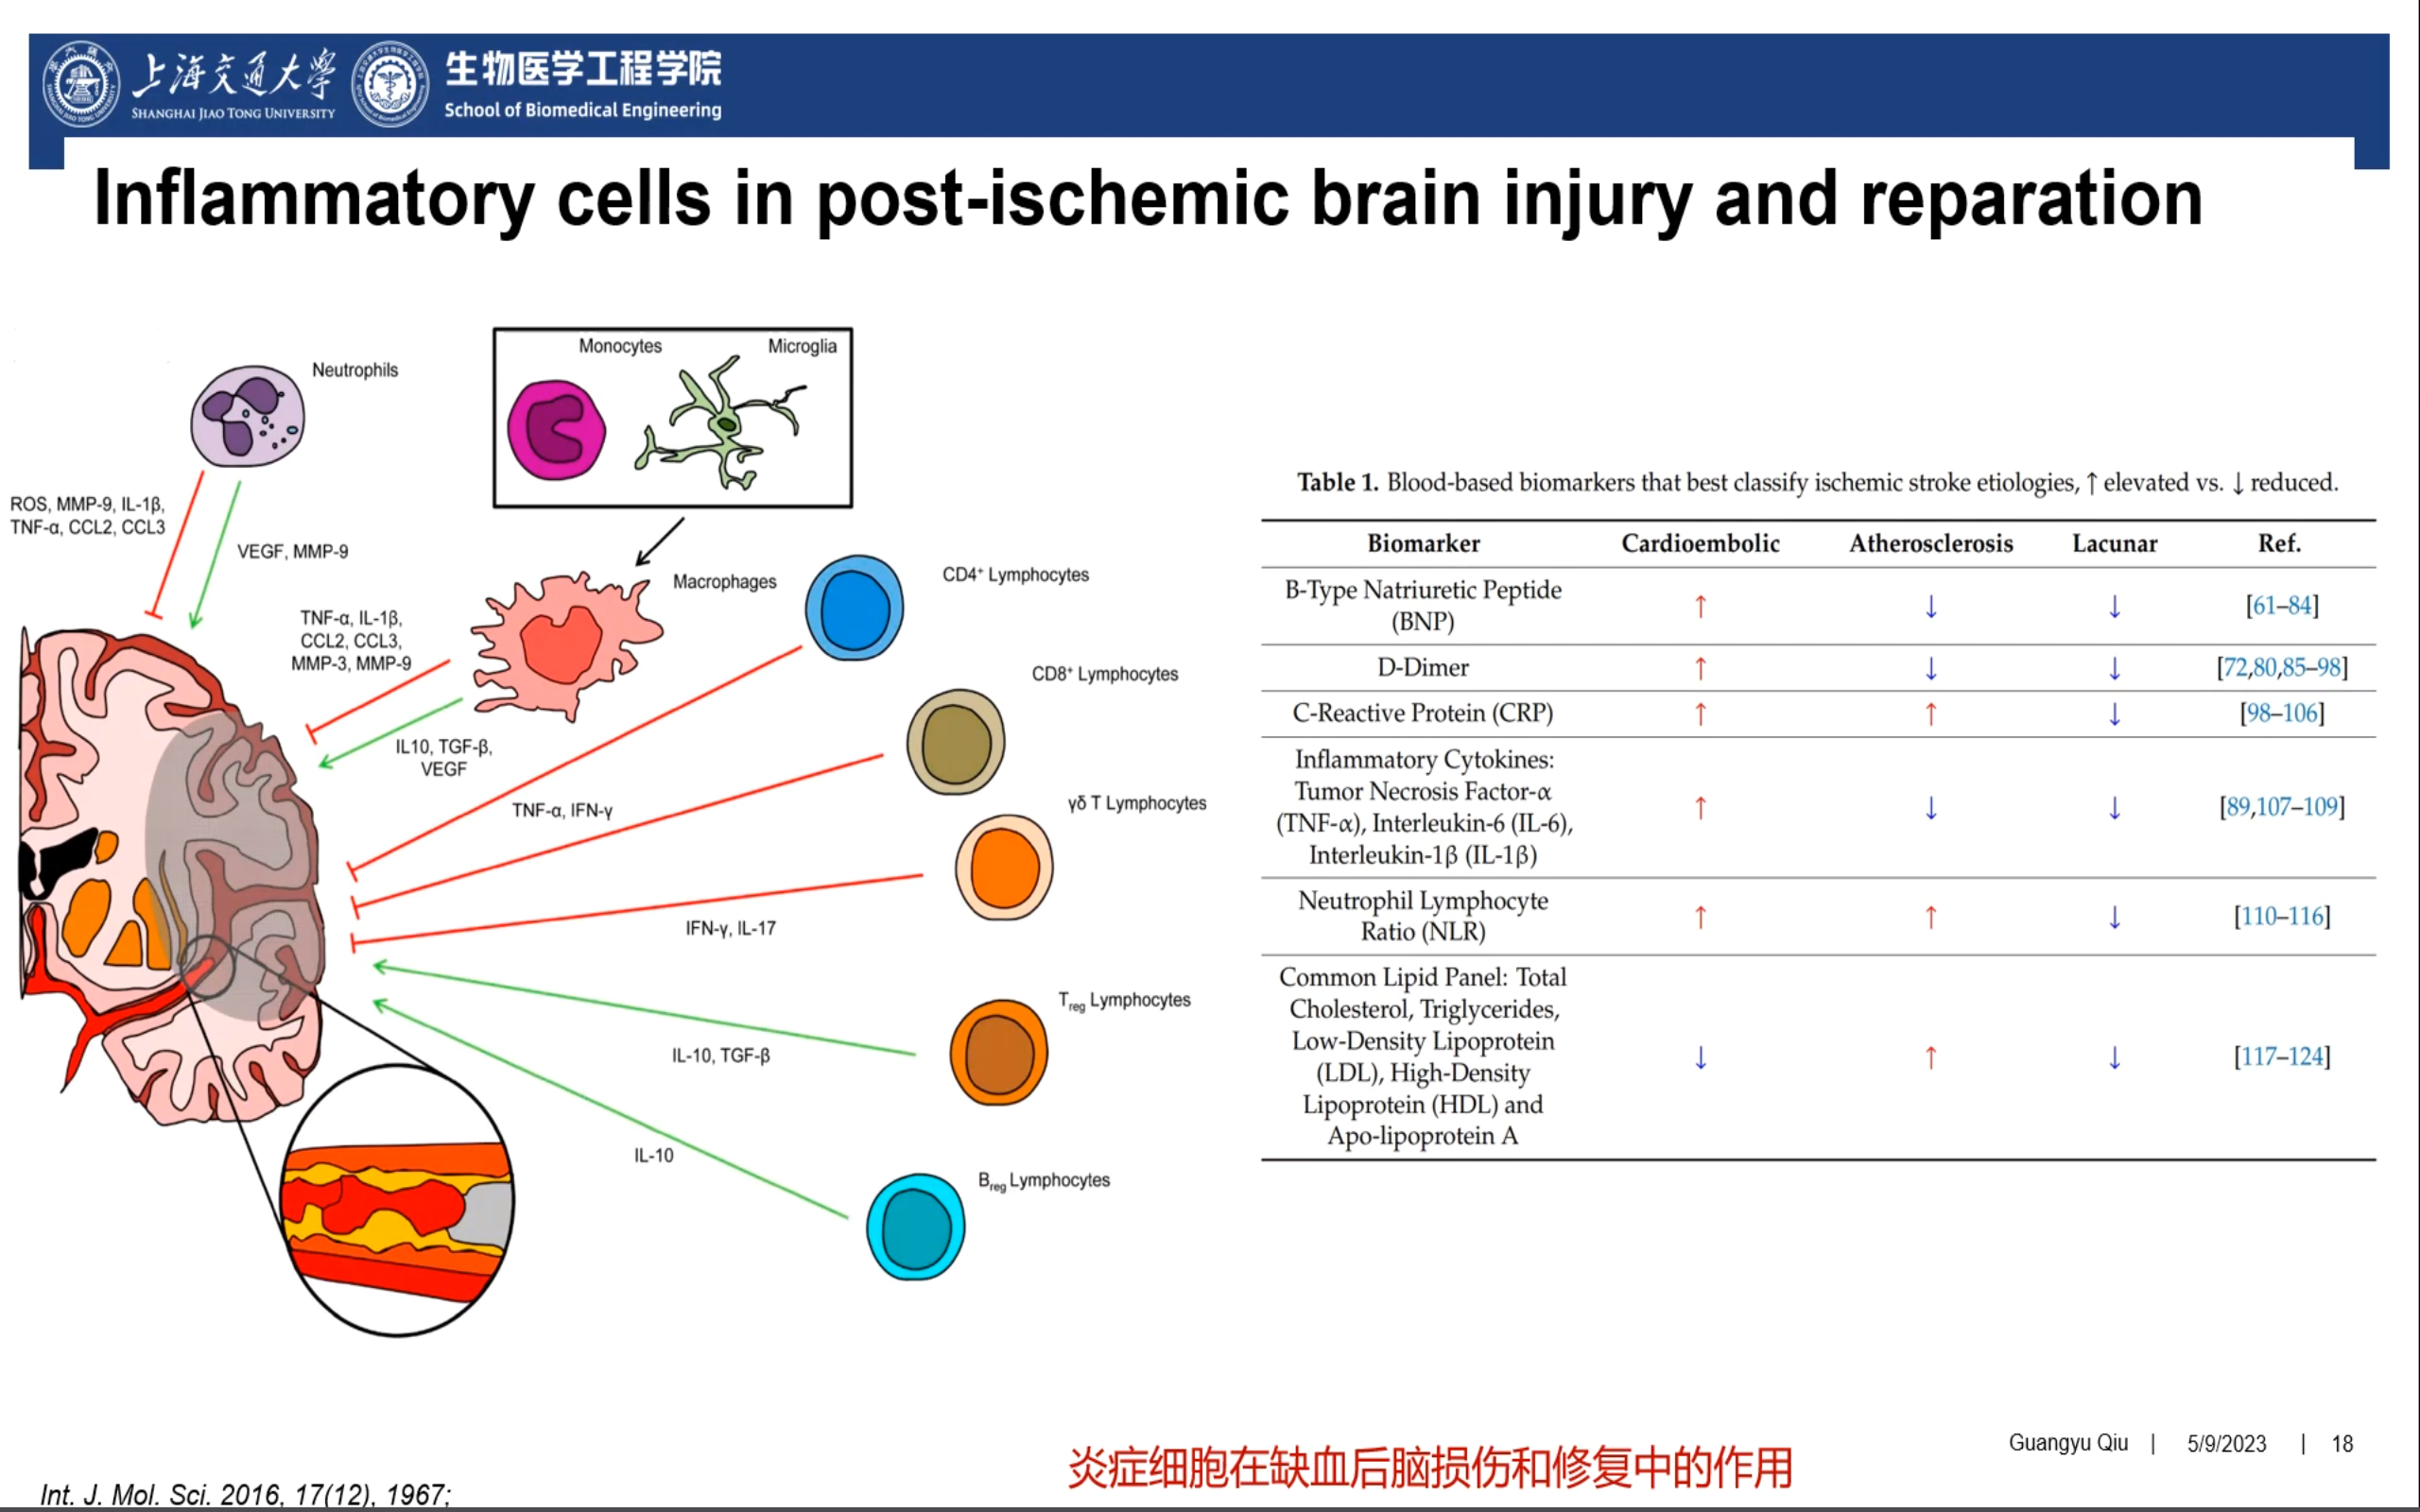 上海交通大学
SHANGHAI JIAO TONG UNIVERSITY
生物医学工程学院
School of Biomedical Engineering
Inflammatory cells in post-ischemic brain injury and reparation
Neutrophils
Monocytes
Microglia
ROS, MMP-9, IL-1β,
TNF-α, CCL2, CCL3
VEGF, MMP-9
Macrophages
TNF-α, IL-1β,
CCL2, CCL3,
MMP-3, MMP-9
IL10, TGF-β,
VEGF
CD4⁺ Lymphocytes
CD8⁺ Lymphocytes
TNF-α, IFN-γ
γδ T Lymphocytes
IFN-γ, IL-17
Treg Lymphocytes
IL-10, TGF-β
IL-10
Breg Lymphocytes
Table 1. Blood-based biomarkers that best classify ischemic stroke etiologies, ↑ elevated vs. ↓ reduced.
Biomarker Cardioembolic Atherosclerosis Lacunar Ref.
B-Type Natriuretic Peptide
(BNP) ↑ ↓ ↓ [61–84]
D-Dimer ↑ ↓ ↓ [72,80,85–98]
C-Reactive Protein (CRP) ↑ ↑ ↓ [98–106]
Inflammatory Cytokines:
Tumor Necrosis Factor-α
(TNF-α), Interleukin-6 (IL-6), ↑ ↓ ↓ [89,107–109]
Interleukin-1β (IL-1β)
Neutrophil Lymphocyte
Ratio (NLR) ↑ ↑ ↓ [110–116]
Common Lipid Panel: Total
Cholesterol, Triglycerides,
Low-Density Lipoprotein
(LDL), High-Density ↓ ↑ ↓ [117–124]
Lipoprotein (HDL) and
Apo-lipoprotein A
Guangyu Qiu | 5/9/2023 | 18
炎症细胞在缺血后脑损伤和修复中的作用
Int. J. Mol. Sci. 2016, 17(12), 1967;